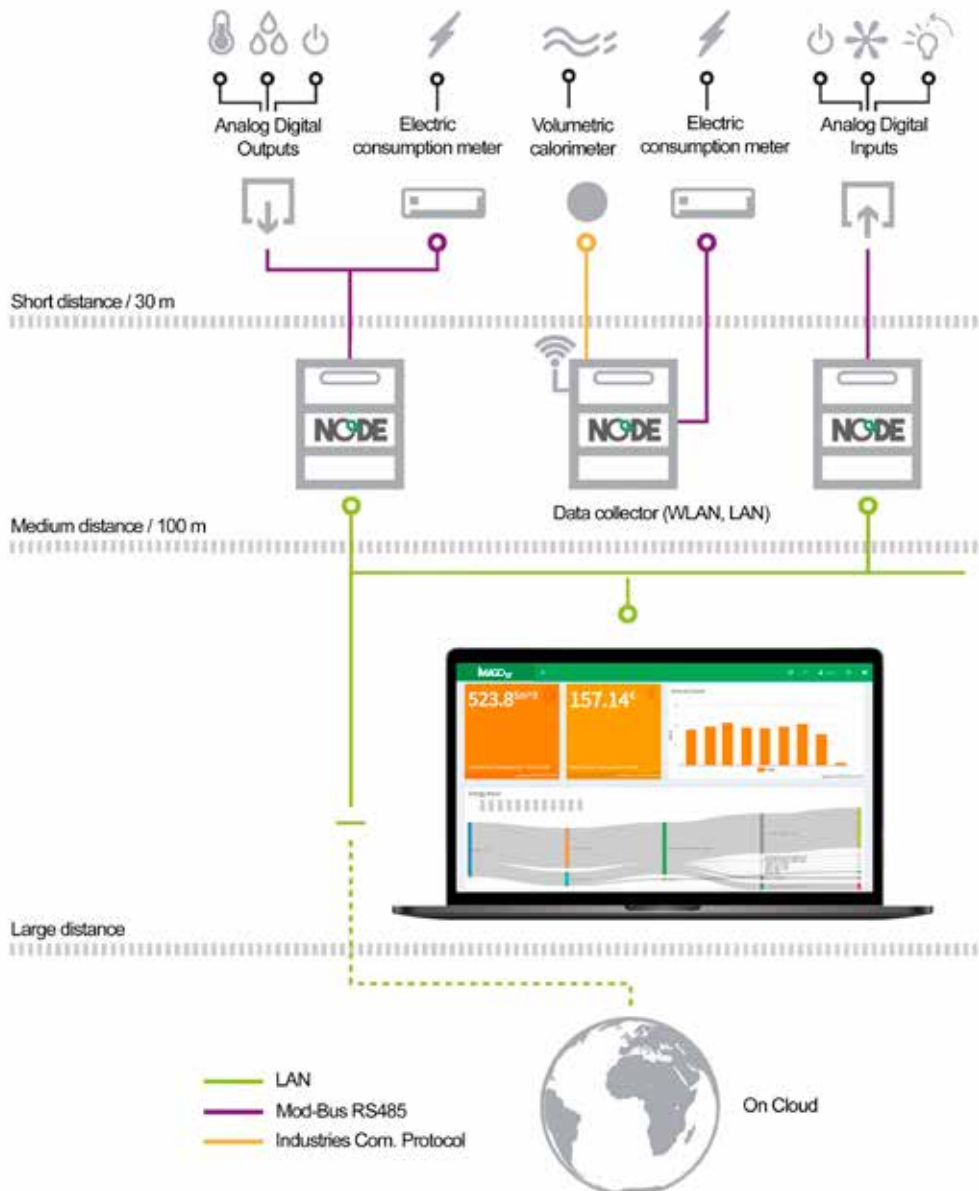 Analog Digital
Outputs
Electric
consumption meter
Volumetric
calorimeter
Electric
consumption meter
Analog Digital
Inputs
Short distance / 30 m
NODE
NODE
NODE
Data collector (WLAN, LAN)
Medium distance / 100 m
IMAGO
523.8
157.14€
Large distance
LAN
Mod-Bus RS485
Industries Com. Protocol
On Cloud